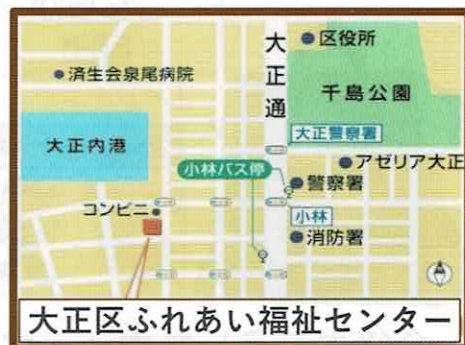 大正通
区役所
済生会泉尾病院
千島公園
大正内港
大正警察署
アゼリア大正
小林バス停
警察署
コンビニ
小林
消防署
大正区ふれあい福祉センター